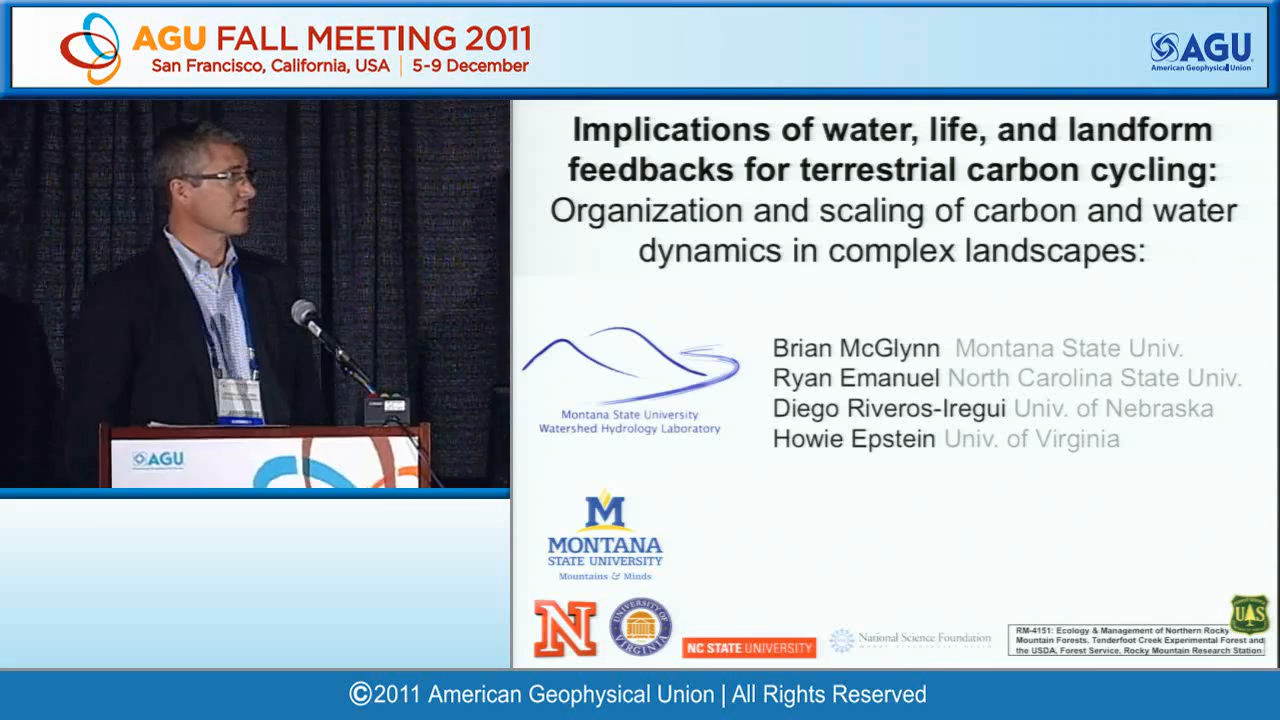 AGU FALL MEETING 2011
San Francisco, California, USA | 5-9 December
AGU
American Geophysical Union
Implications of water, life, and landform
feedbacks for terrestrial carbon cycling:
Organization and scaling of carbon and water
dynamics in complex landscapes:
Brian McGlynn Montana State Univ.
Ryan Emanuel North Carolina State Univ.
Diego Riveros-Iregui Univ. of Nebraska
Howie Epstein Univ. of Virginia
Montana State University
Watershed Hydrology Laboratory
AGU
M
MONTANA
STATE UNIVERSITY
Mountains & Minds
N
UNIVERSITY OF VIRGINIA
NC STATE UNIVERSITY
National Science Foundation
RM-4151: Ecology & Management of Northern Rocky
Mountain Forests, Tenderfoot Creek Experimental Forest and
the USDA, Forest Service, Rocky Mountain Research Station
U S
©2011 American Geophysical Union | All Rights Reserved